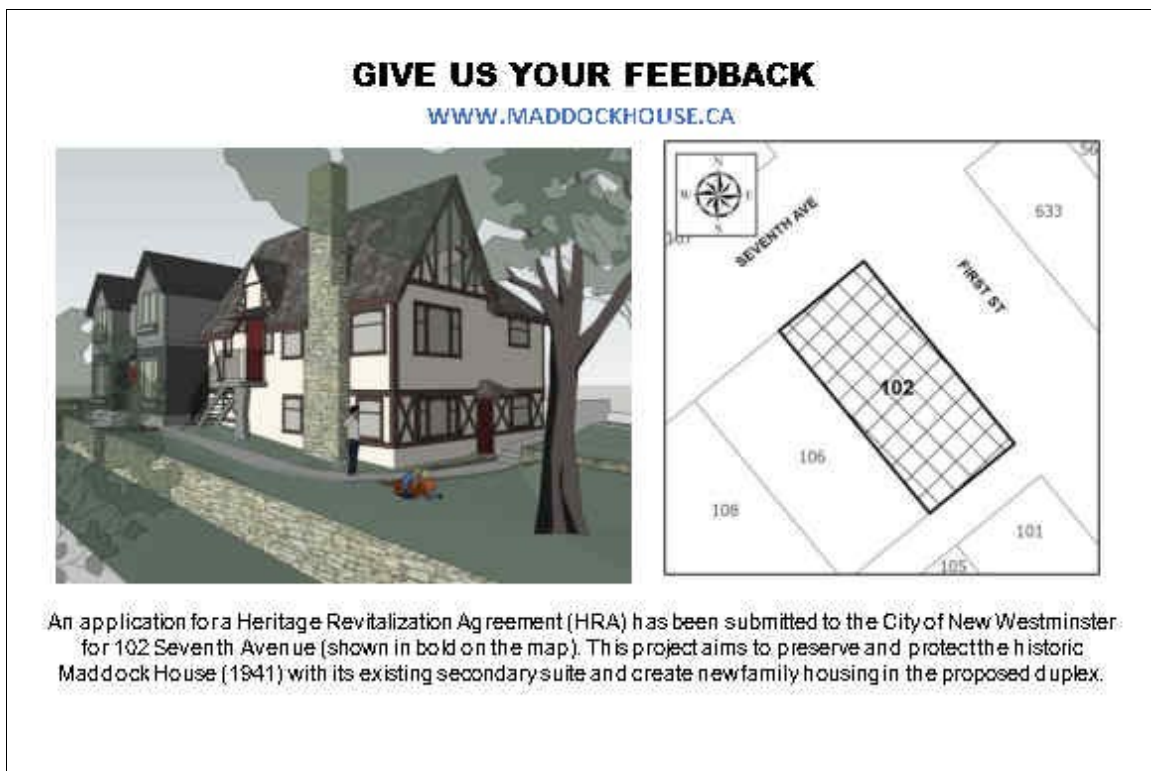 GIVE US YOUR FEEDBACK
WWW.MADDOCKHOUSE.CA
N
W E
S
SEVENTH AVE
FIRST ST
56
633
102
106
108
101
105
An application for a Heritage Revitalization Agreement (HRA) has been submitted to the City of New Westminster
for 102 Seventh Avenue (shown in bold on the map). This project aims to preserve and protect the historic
Maddock House (1941) with its existing secondary suite and create new family housing in the proposed duplex.